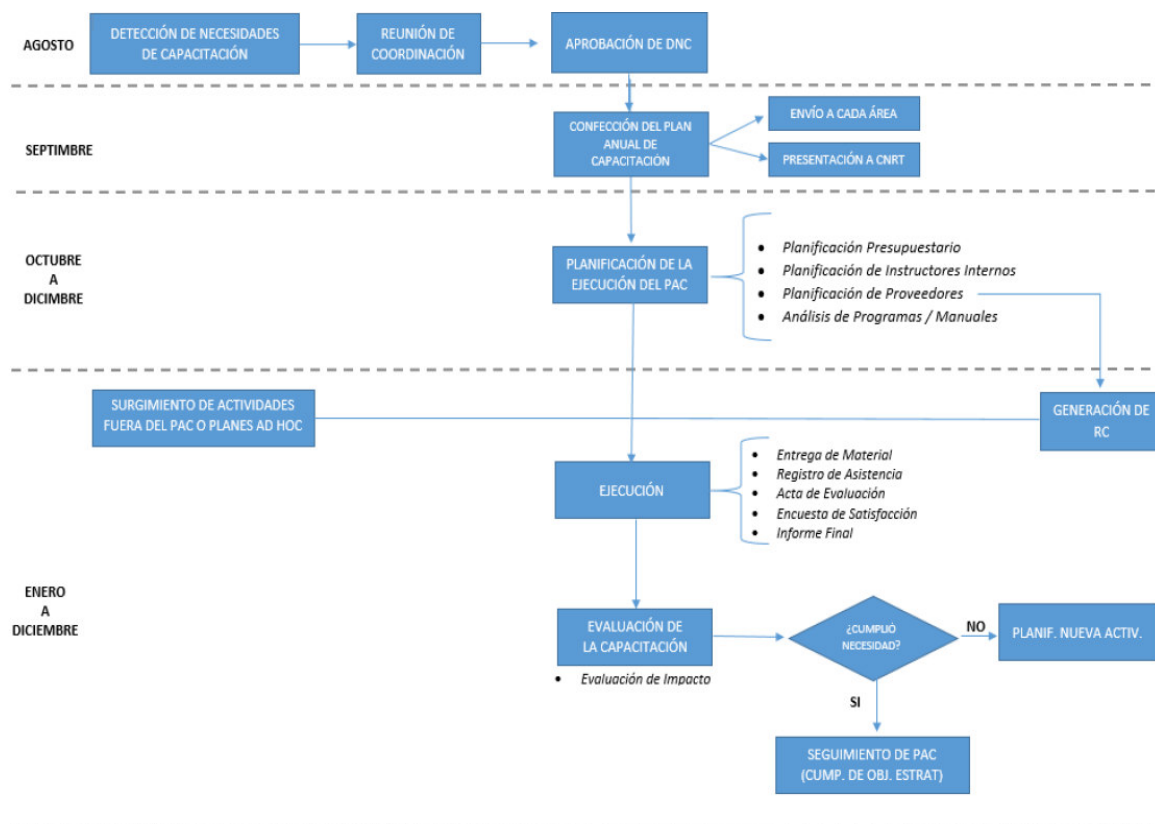 AGOSTO
DETECCIÓN DE NECESIDADES
DE CAPACITACIÓN
REUNIÓN DE
COORDINACIÓN
APROBACIÓN DE DNC
SEPTIMBRE
CONFECCIÓN DEL PLAN
ANUAL DE
CAPACITACIÓN
ENVÍO A CADA ÁREA
PRESENTACIÓN A CNRT
OCTUBRE
A
DICIMBRE
PLANIFICACIÓN DE LA
EJECUCIÓN DEL PAC
• Planificación Presupuestario
• Planificación de Instructores Internos
• Planificación de Proveedores
• Análisis de Programas / Manuales
SURGIMIENTO DE ACTIVIDADES
FUERA DEL PAC O PLANES AD HOC
GENERACIÓN DE
RC
EJECUCIÓN
• Entrega de Material
• Registro de Asistencia
• Acta de Evaluación
• Encuesta de Satisfacción
• Informe Final
ENERO
A
DICIEMBRE
EVALUACIÓN DE
LA CAPACITACIÓN
• Evaluación de Impacto
¿CUMPLIÓ
NECESIDAD?
NO
PLANIF. NUEVA ACTIV.
SI
SEGUIMIENTO DE PAC
(CUMP. DE OBJ. ESTRAT)